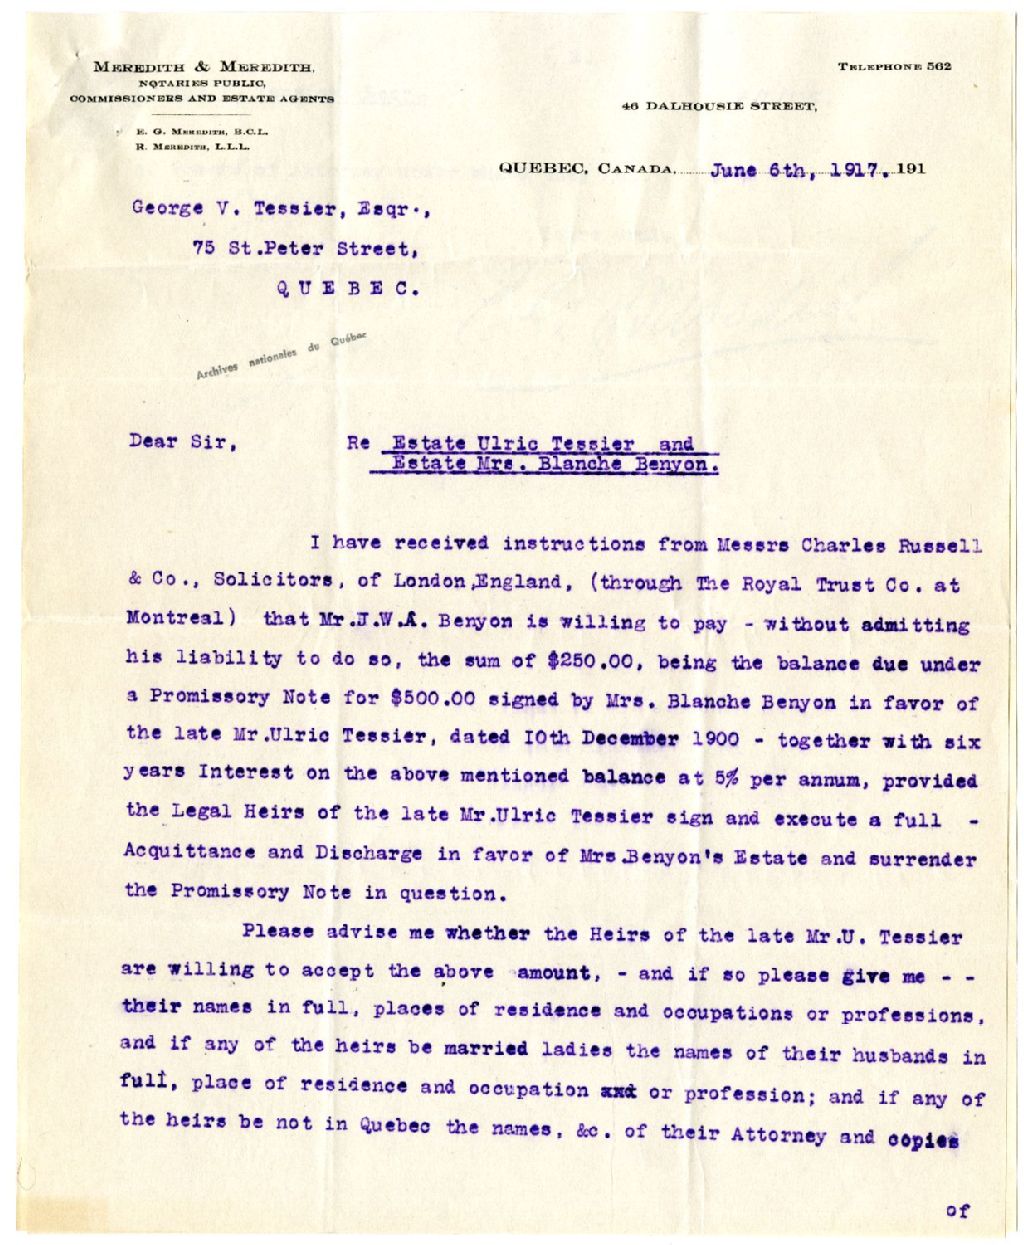 MEREDITH & MEREDITH,
NOTARIES PUBLIC,
COMMISSIONERS AND ESTATE AGENTS
E. G. MEREDITH, B.C.L.
R. MEREDITH, L.L.L.
TELEPHONE 562
46 DALHOUSIE STREET,
QUEBEC, CANADA, June 6th, 1917. 191
George V. Tessier, Esqr.,
75 St.Peter Street,
Q U E B E C.
Archives nationales du Québec
Dear Sir, Re Estate Ulric Tessier and
Estate Mrs. Blanche Benyon.
I have received instructions from Messrs Charles Russell
& Co., Solicitors, of London,England, (through The Royal Trust Co. at
Montreal) that Mr.J.W.A. Benyon is willing to pay - without admitting
his liability to do so, the sum of $250.00, being the balance due under
a Promissory Note for $500.00 signed by Mrs. Blanche Benyon in favor of
the late Mr.Ulric Tessier, dated I0th December 1900 - together with six
years Interest on the above mentioned balance at 5% per annum, provided
the Legal Heirs of the late Mr.Ulric Tessier sign and execute a full -
Acquittance and Discharge in favor of Mrs.Benyon's Estate and surrender
the Promissory Note in question.
Please advise me whether the Heirs of the late Mr.U. Tessier
are willing to accept the above amount, - and if so please give me - -
their names in full, places of residence and occupations or professions,
and if any of the heirs be married ladies the names of their husbands in
full, place of residence and occupation xxx or profession; and if any of
the heirs be not in Quebec the names, &c. of their Attorney and copies
of